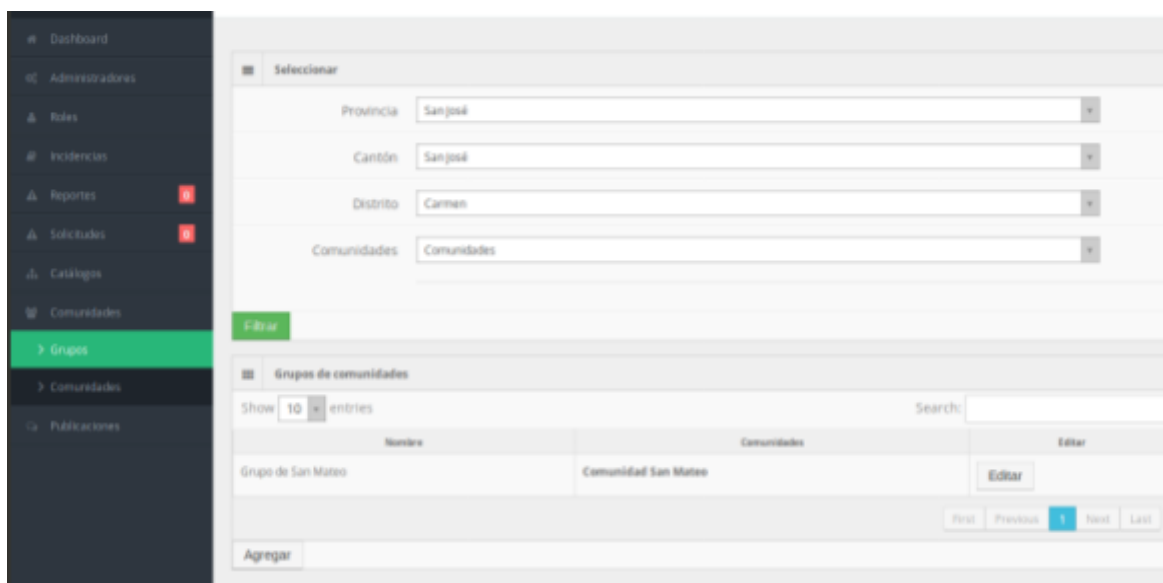 Dashboard
Administradores
Roles
Incidencias
Reportes 0
Solicitudes 0
Catálogos
Comunidades
Grupos
Comunidades
Publicaciones
Seleccionar
Provincia San José
Cantón San José
Distrito Carmen
Comunidades Comunidades
Filtrar
Grupos de comunidades
Show 10 entries Search:
Nombre Comunidades Editar
Grupo de San Mateo Comunidad San Mateo Editar
First Previous 1 Next Last
Agregar